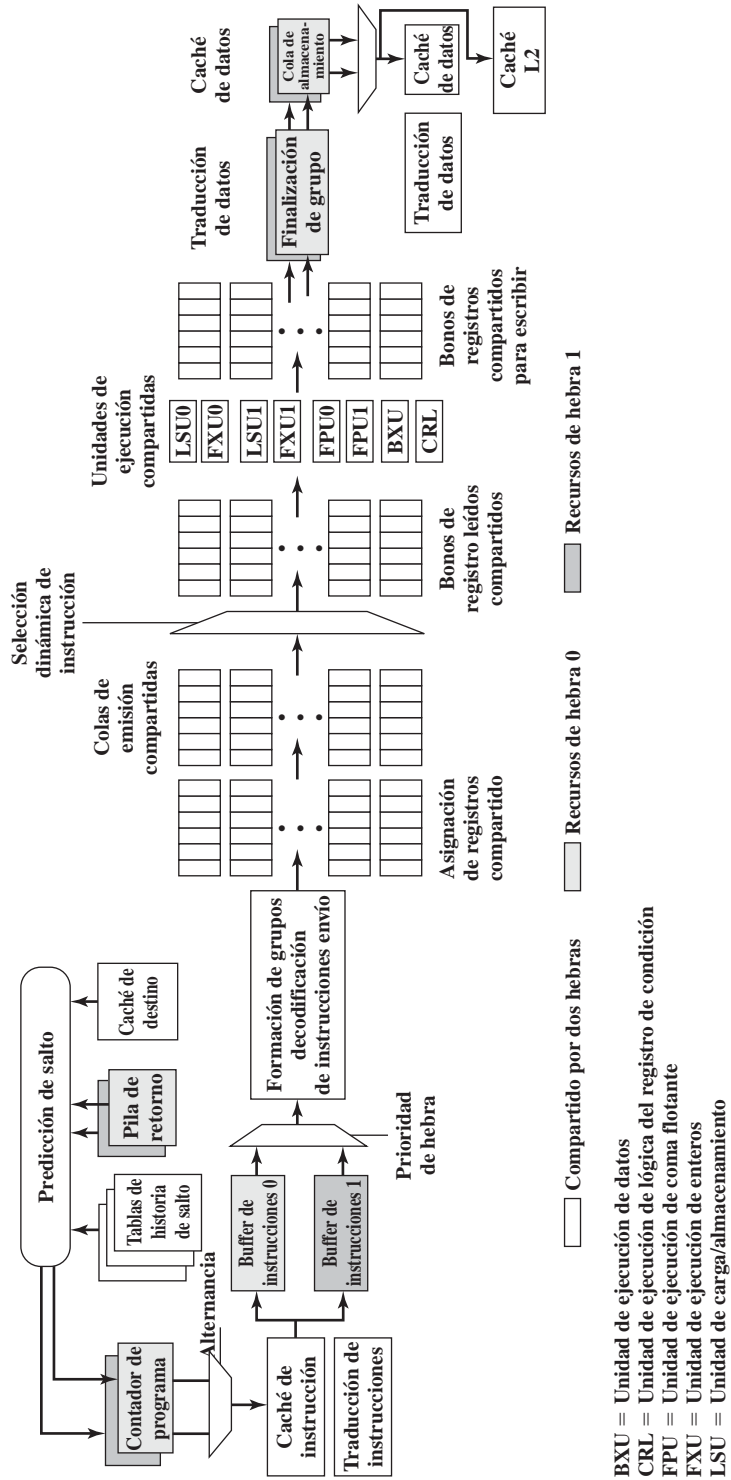 Predicción de salto
Contador de
programa
Alternancia
Tablas de
historia
de salto
Pila de
retorno
Caché de
destino
Caché de
instrucción
Traducción de
instrucciones
Buffer de
instrucciones 0
Buffer de
instrucciones 1
Prioridad
de hebra
Formación de grupos
decodificación
de instrucciones envío
Asignación
de registros
compartido
Colas de
emisión
compartidas
Selección
dinámica de
instrucción
Bonos de
registro leídos
compartidos
Unidades de
ejecución
compartidas
LSU0
FXU0
LSU1
FXU1
FPU0
FPU1
BXU
CRL
Bonos de
registros
compartidos
para escribir
Traducción
de datos
Finalización
de grupo
Caché
de datos
Cola de
almacena-
miento
Caché
de datos
Traducción
de datos
Caché
L2
Compartido por dos hebras
Recursos de hebra 0
Recursos de hebra 1
BXU = Unidad de ejecución de datos
CRL = Unidad de ejecución de lógica del registro de condición
FPU = Unidad de ejecución de coma flotante
FXU = Unidad de ejecución de enteros
LSU = Unidad de carga/almacenamiento